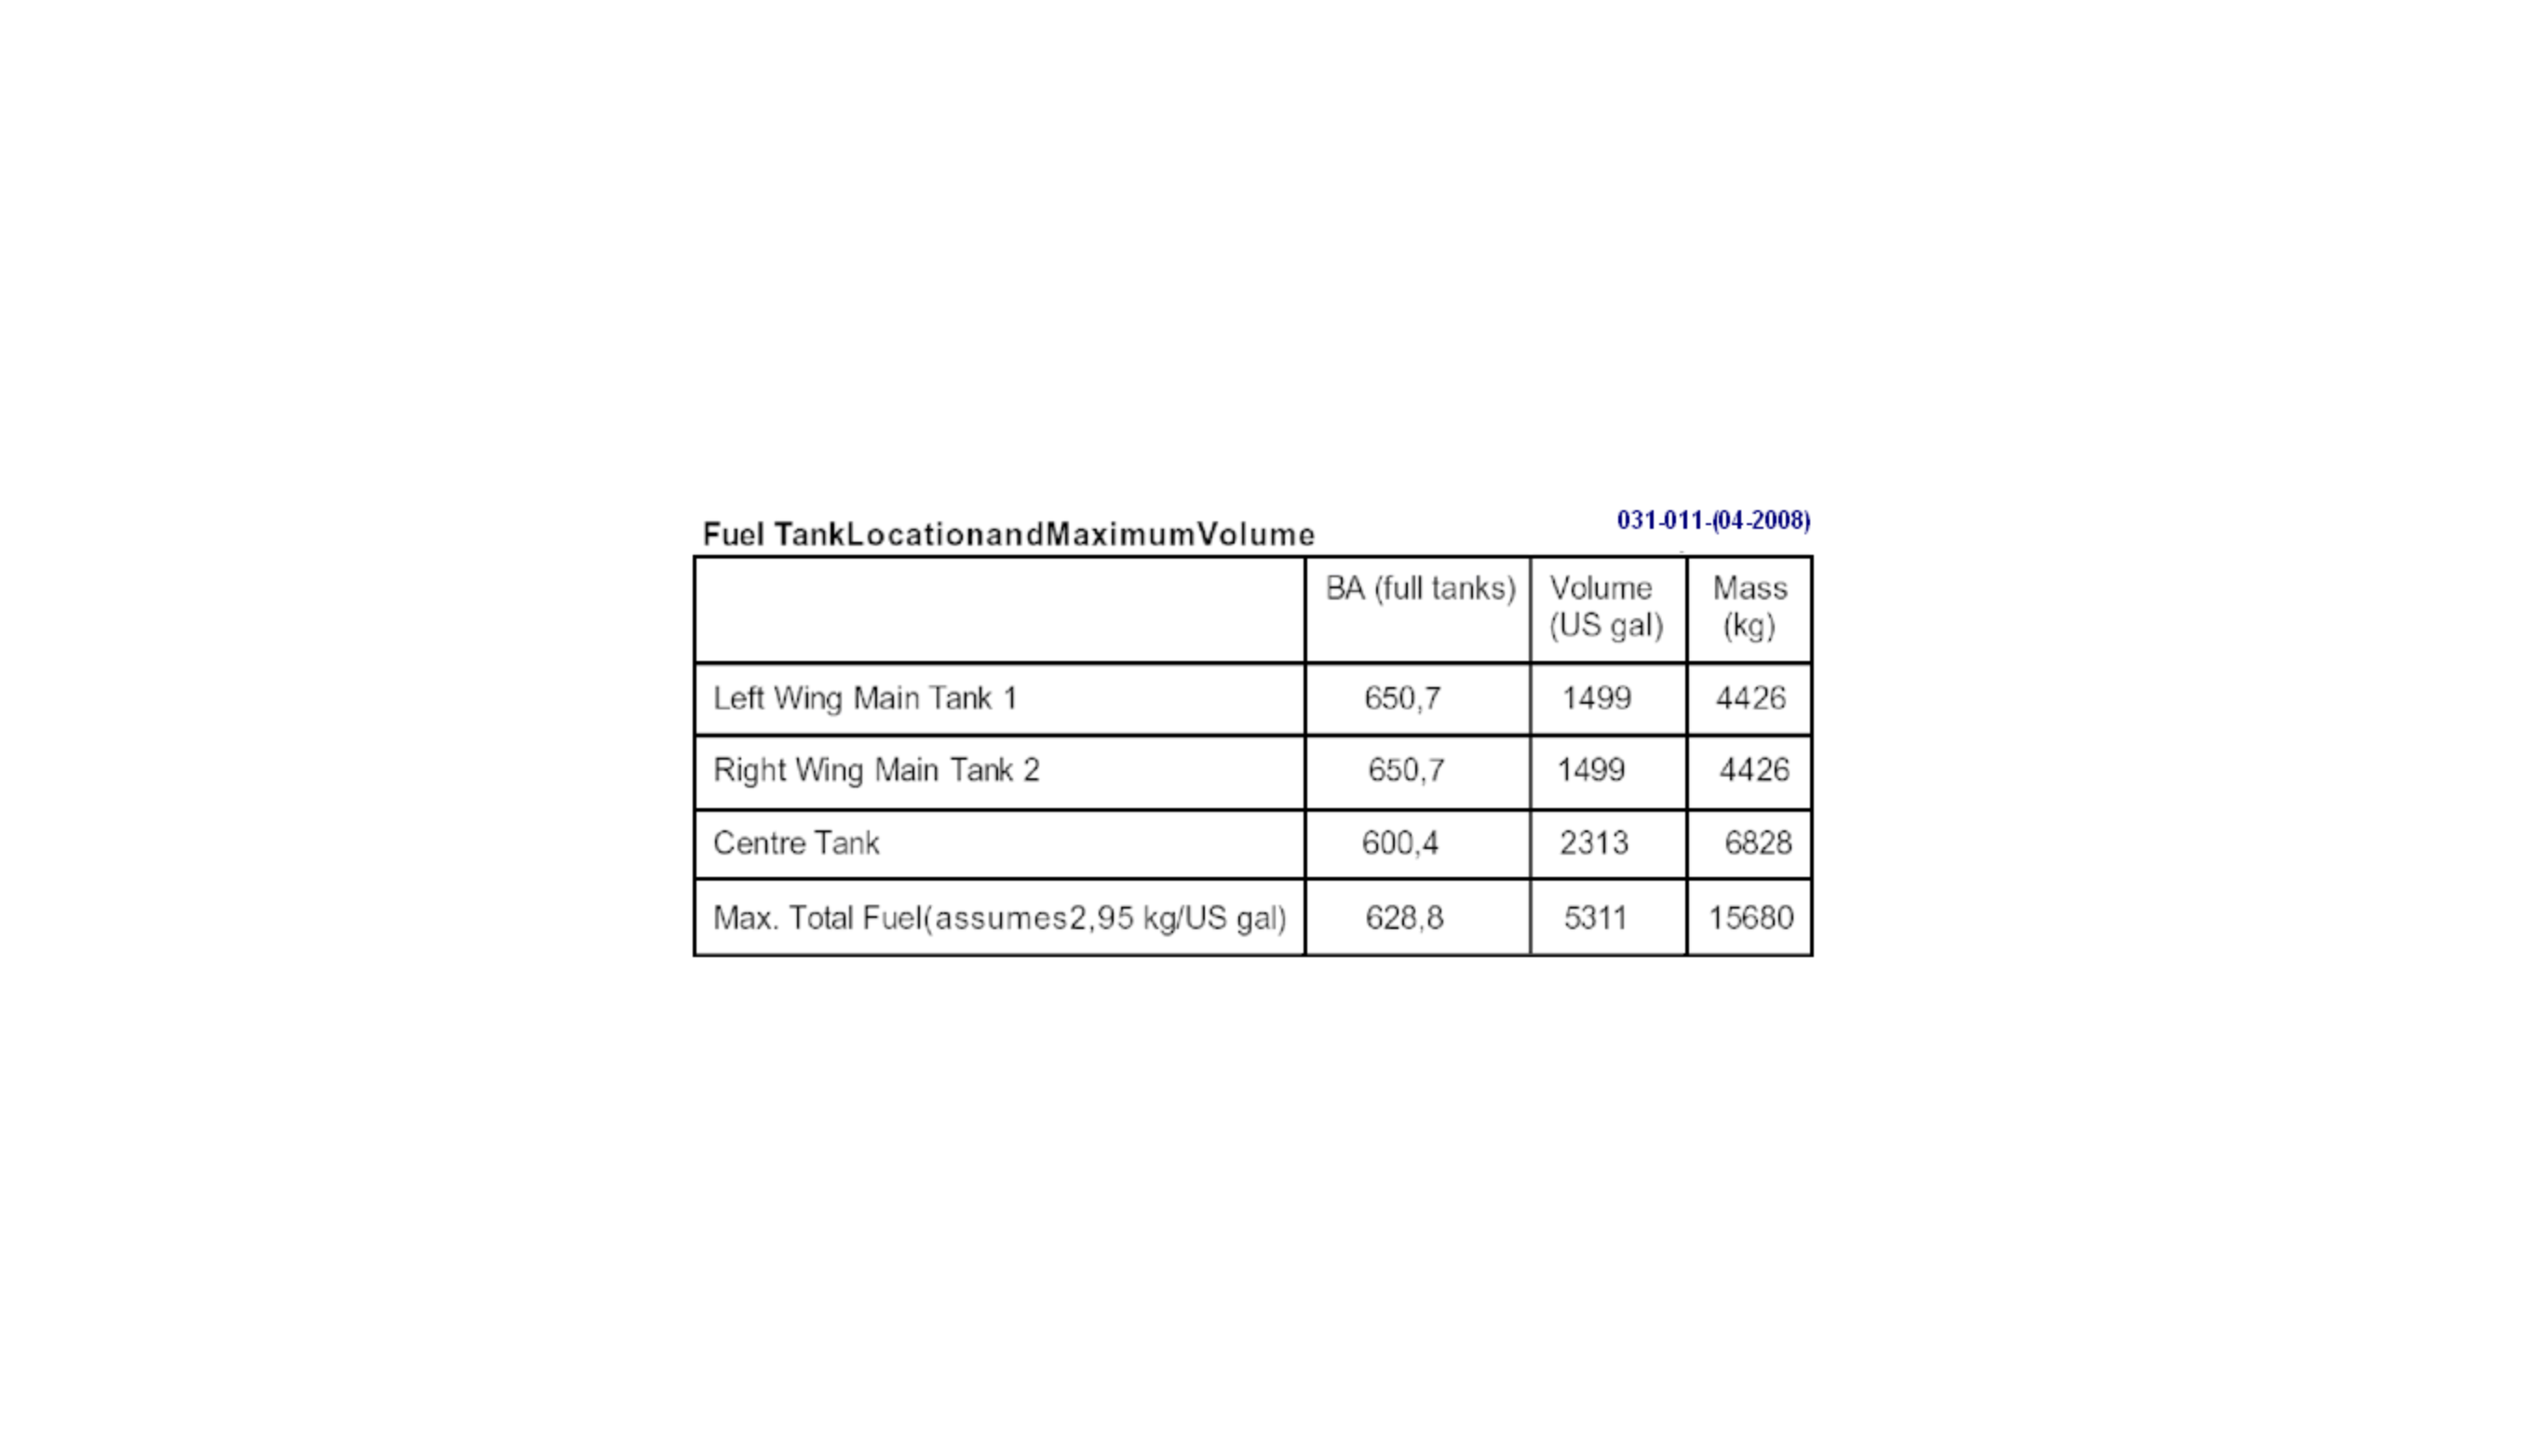 031-011-(04-2008)
Fuel TankLocationandMaximumVolume
BA (full tanks) Volume (US gal) Mass (kg)
Left Wing Main Tank 1 650,7 1499 4426
Right Wing Main Tank 2 650,7 1499 4426
Centre Tank 600,4 2313 6828
Max. Total Fuel(assumes2,95 kg/US gal) 628,8 5311 15680